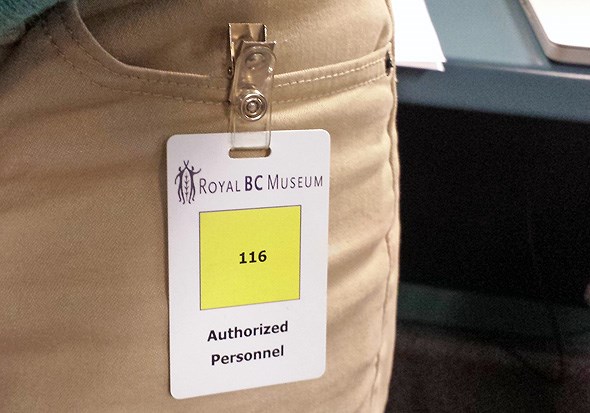 Royal BC Museum
116
Authorized
Personnel